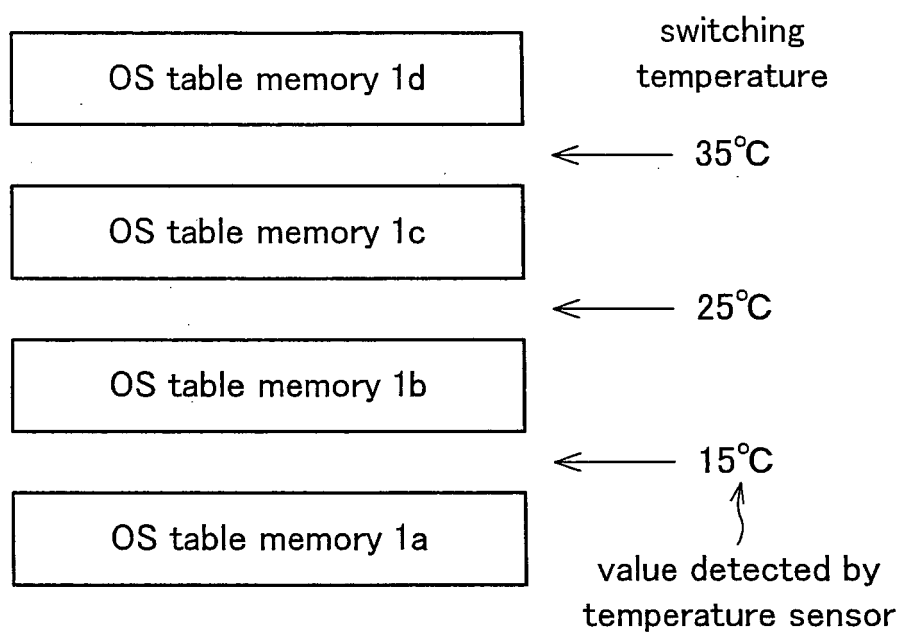 switching
temperature
OS table memory 1d
35℃
OS table memory 1c
25℃
OS table memory 1b
15℃
OS table memory 1a
value detected by
temperature sensor